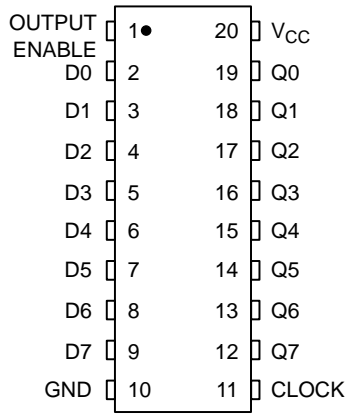 OUTPUT
ENABLE 1 20 VCC
D0 2 19 Q0
D1 3 18 Q1
D2 4 17 Q2
D3 5 16 Q3
D4 6 15 Q4
D5 7 14 Q5
D6 8 13 Q6
D7 9 12 Q7
GND 10 11 CLOCK